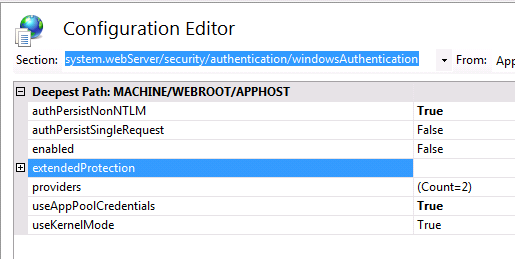 Configuration Editor
Section: system.webServer/security/authentication/windowsAuthentication From: App
Deepest Path: MACHINE/WEBROOT/APPHOST
authPersistNonNTLM True
authPersistSingleRequest False
enabled False
extendedProtection
providers (Count=2)
useAppPoolCredentials True
useKernelMode True